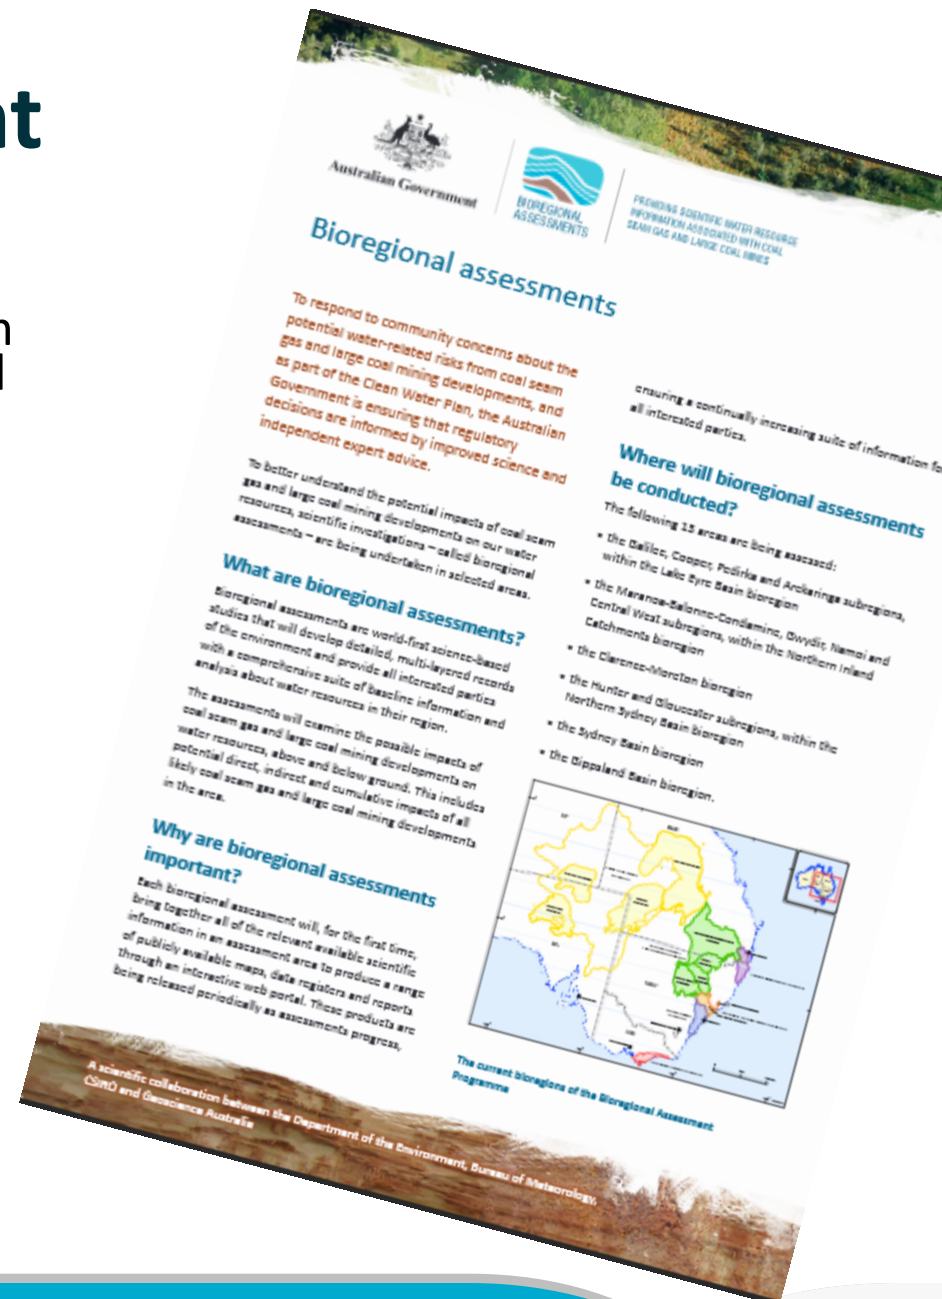 nt
n
d
Australian Government
BIOREGIONAL
ASSESSMENTS
PROVIDING SCIENTIFIC WATER RESOURCE
INFORMATION ASSOCIATED WITH COAL
SEAM GAS AND LARGE COAL MINES
Bioregional assessments
To respond to community concerns about the
potential water-related risks from coal seam
gas and large coal mining developments, and
as part of the Clean Water Plan, the Australian
Government is ensuring that regulatory
decisions are informed by improved science and
independent expert advice.
To better understand the potential impacts of coal seam
gas and large coal mining developments on our water
resources, scientific investigations – called bioregional
assessments – are being undertaken in selected areas.
What are bioregional assessments?
Bioregional assessments are world-first science-based
studies that will develop detailed, multi-layered records
of the environment and provide all interested parties
with a comprehensive suite of baseline information and
analysis about water resources in their region.
The assessments will examine the possible impacts of
coal seam gas and large coal mining developments on
water resources, above and below ground. This includes
potential direct, indirect and cumulative impacts of all
likely coal seam gas and large coal mining developments
in the area.
Why are bioregional assessments
important?
Each bioregional assessment will, for the first time,
bring together all of the relevant available scientific
information in an assessment area to produce a range
of publicly available maps, data registers and reports
through an interactive web portal. These products are
being released periodically as assessments progress,
ensuring a continually increasing suite of information fo
all interested parties.
Where will bioregional assessments
be conducted?
The following 15 areas are being assessed:
• the Galilee, Cooper, Pedirka and Arckaringa subregions,
within the Lake Eyre Basin bioregion
• the Maranoa-Balonne-Condamine, Gwydir, Namoi and
Central West subregions, within the Northern Inland
Catchments bioregion
• the Clarence-Moreton bioregion
• the Hunter and Gloucester subregions, within the
Northern Sydney Basin bioregion
• the Sydney Basin bioregion
• the Gippsland Basin bioregion.
The current bioregions of the Bioregional Assessment
Programme
A scientific collaboration between the Department of the Environment, Bureau of Meteorology,
CSIRO and Geoscience Australia